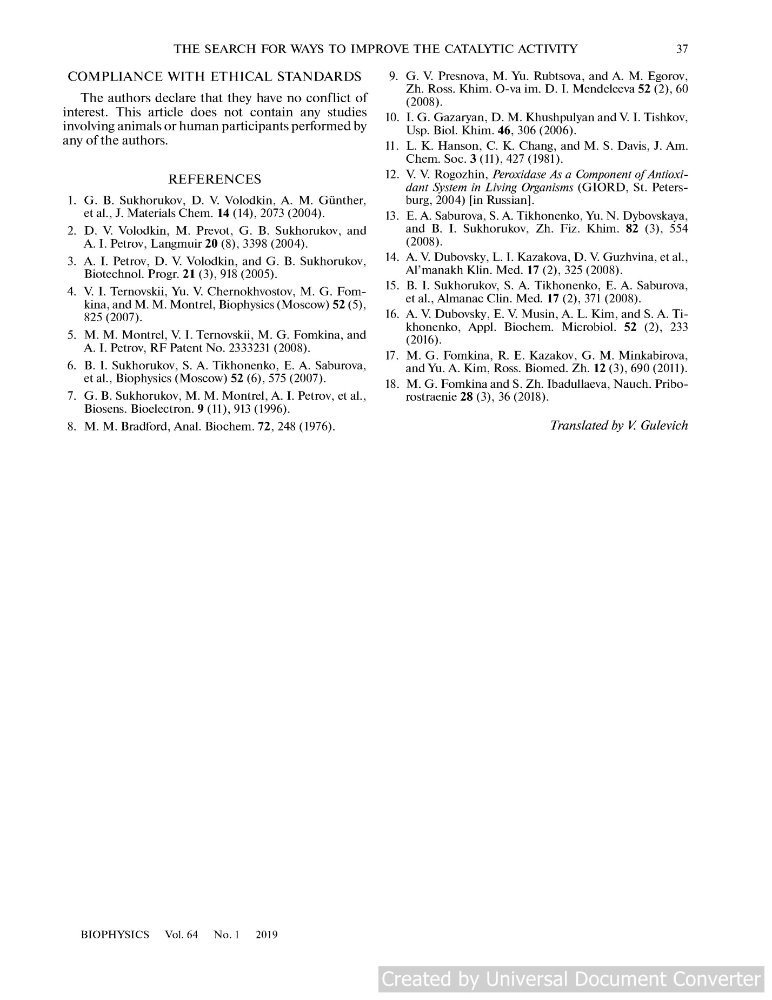 THE SEARCH FOR WAYS TO IMPROVE THE CATALYTIC ACTIVITY 37
COMPLIANCE WITH ETHICAL STANDARDS
The authors declare that they have no conflict of
interest. This article does not contain any studies
involving animals or human participants performed by
any of the authors.
REFERENCES
1. G. B. Sukhorukov, D. V. Volodkin, A. M. Günther,
et al., J. Materials Chem. 14 (14), 2073 (2004).
2. D. V. Volodkin, M. Prevot, G. B. Sukhorukov, and
A. I. Petrov, Langmuir 20 (8), 3398 (2004).
3. A. I. Petrov, D. V. Volodkin, and G. B. Sukhorukov,
Biotechnol. Progr. 21 (3), 918 (2005).
4. V. I. Ternovskii, Yu. V. Chernokhvostov, M. G. Fom-
kina, and M. M. Montrel, Biophysics (Moscow) 52 (5),
825 (2007).
5. M. M. Montrel, V. I. Ternovskii, M. G. Fomkina, and
A. I. Petrov, RF Patent No. 2333231 (2008).
6. B. I. Sukhorukov, S. A. Tikhonenko, E. A. Saburova,
et al., Biophysics (Moscow) 52 (6), 575 (2007).
7. G. B. Sukhorukov, M. M. Montrel, A. I. Petrov, et al.,
Biosens. Bioelectron. 9 (11), 913 (1996).
8. M. M. Bradford, Anal. Biochem. 72, 248 (1976).
9. G. V. Presnova, M. Yu. Rubtsova, and A. M. Egorov,
Zh. Ross. Khim. O-va im. D. I. Mendeleeva 52 (2), 60
(2008).
10. I. G. Gazaryan, D. M. Khushpulyan and V. I. Tishkov,
Usp. Biol. Khim. 46, 306 (2006).
11. L. K. Hanson, C. K. Chang, and M. S. Davis, J. Am.
Chem. Soc. 3 (11), 427 (1981).
12. V. V. Rogozhin, Peroxidase As a Component of Antioxi-
dant System in Living Organisms (GIORD, St. Peters-
burg, 2004) [in Russian].
13. E. A. Saburova, S. A. Tikhonenko, Yu. N. Dybovskaya,
and B. I. Sukhorukov, Zh. Fiz. Khim. 82 (3), 554
(2008).
14. A. V. Dubovsky, L. I. Kazakova, D. V. Guzhvina, et al.,
Al'manakh Klin. Med. 17 (2), 325 (2008).
15. B. I. Sukhorukov, S. A. Tikhonenko, E. A. Saburova,
et al., Almanac Clin. Med. 17 (2), 371 (2008).
16. A. V. Dubovsky, E. V. Musin, A. L. Kim, and S. A. Ti-
khonenko, Appl. Biochem. Microbiol. 52 (2), 233
(2016).
17. M. G. Fomkina, R. E. Kazakov, G. M. Minkabirova,
and Yu. A. Kim, Ross. Biomed. Zh. 12 (3), 690 (2011).
18. M. G. Fomkina and S. Zh. Ibadullaeva, Nauch. Pribo-
rostraenie 28 (3), 36 (2018).
Translated by V. Gulevich
BIOPHYSICS Vol. 64 No. 1 2019
Created by Universal Document Converter